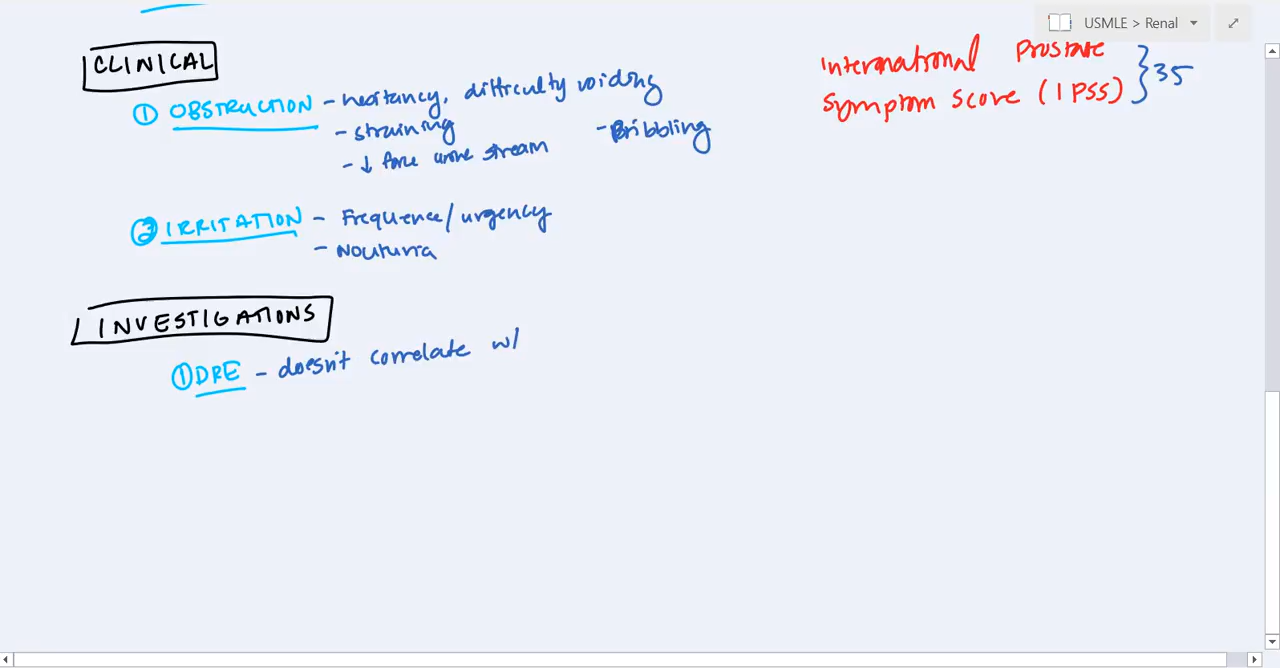 USMLE > Renal
CLINICAL
International Prostate
Symptom Score (IPSS) } 35
① OBSTRUCTION - hesitancy, difficulty voiding
- straining - Dribbling
- ↓ force urine stream
② IRRITATION - Frequence/urgency
- Nocturia
INVESTIGATIONS
① DRE - doesn't correlate w/